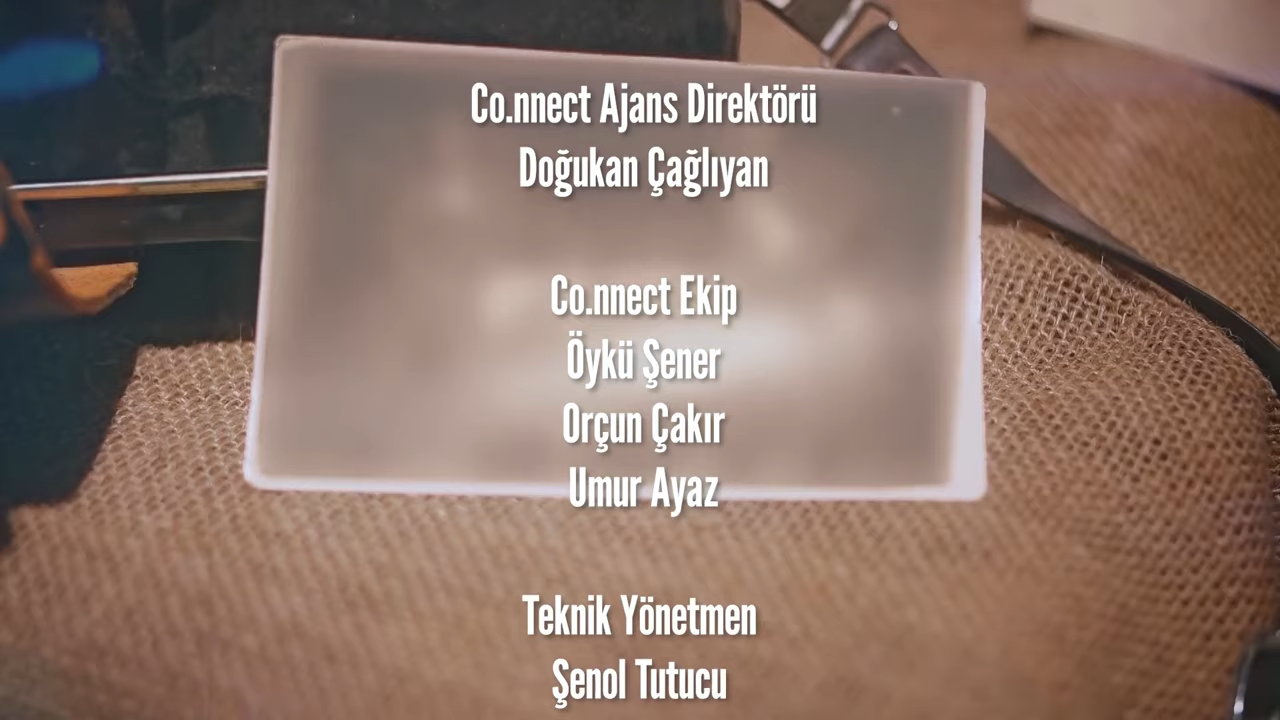 Co.nnect Ajans Direktörü
Doğukan Çağlıyan
Co.nnect Ekip
Öykü Şener
Orçun Çakır
Umur Ayaz
Teknik Yönetmen
Şenol Tutucu